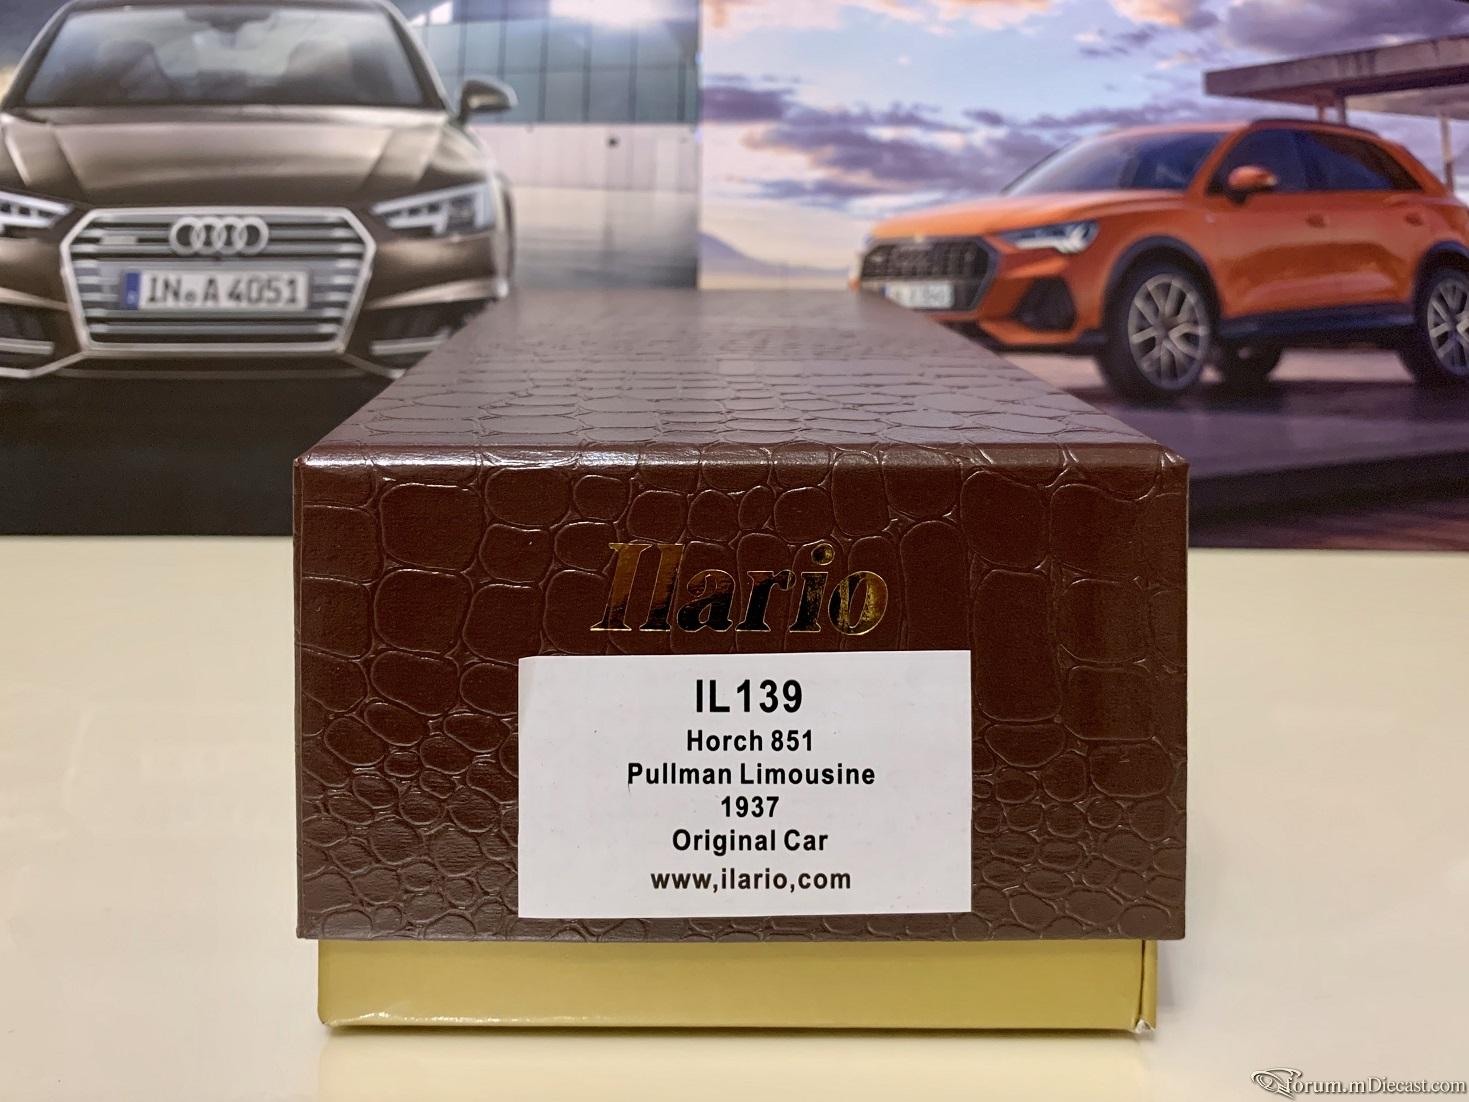 IN A 4051
Ilario
IL139
Horch 851
Pullman Limousine
1937
Original Car
www,ilario,com
forum.mDiecast.com